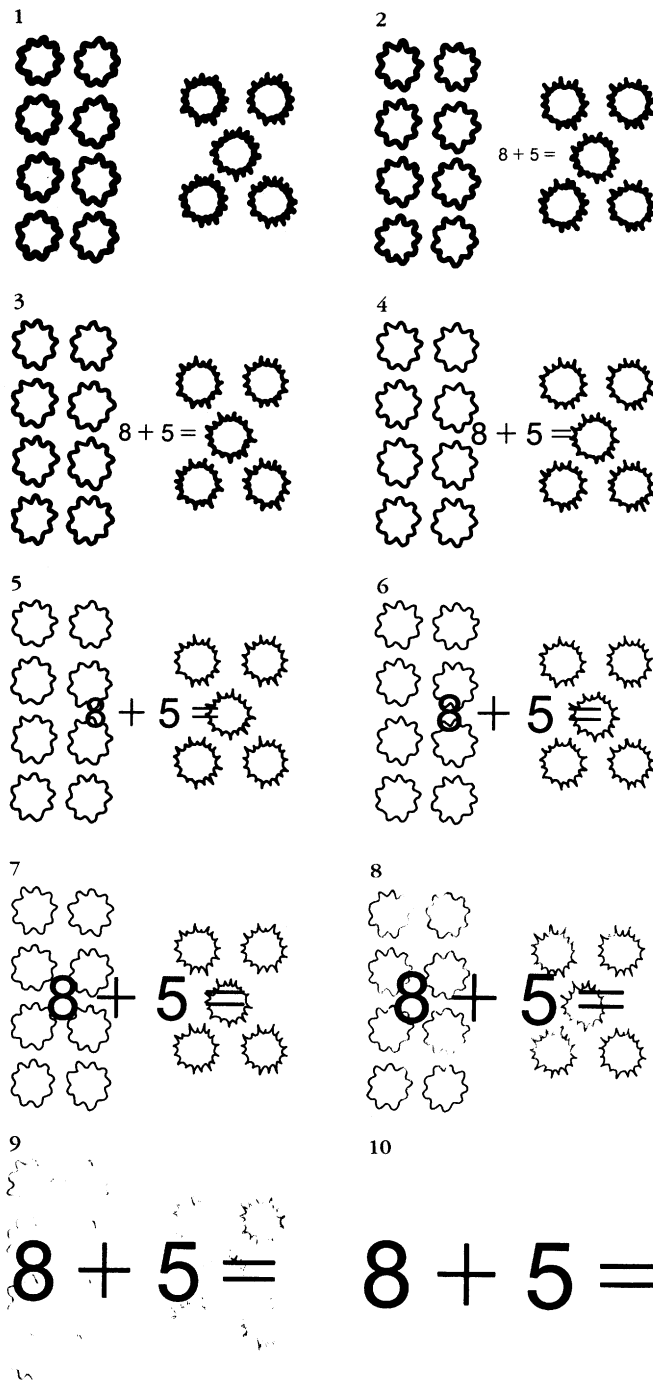 1
2
8 + 5 =
3
8 + 5 =
4
8 + 5 =
5
8 + 5 =
6
8 + 5 =
7
8 + 5 =
8
8 + 5 =
9
8 + 5 =
10
8 + 5 =